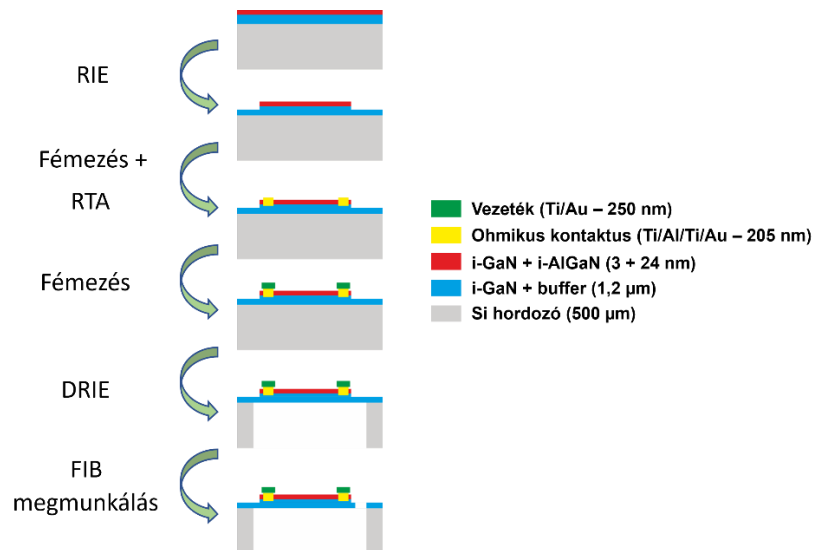 RIE
Fémezés +
RTA
Fémezés
DRIE
FIB
megmunkálás
Vezeték (Ti/Au – 250 nm)
Ohmikus kontaktus (Ti/Al/Ti/Au – 205 nm)
i-GaN + i-AlGaN (3 + 24 nm)
i-GaN + buffer (1,2 µm)
Si hordozó (500 µm)